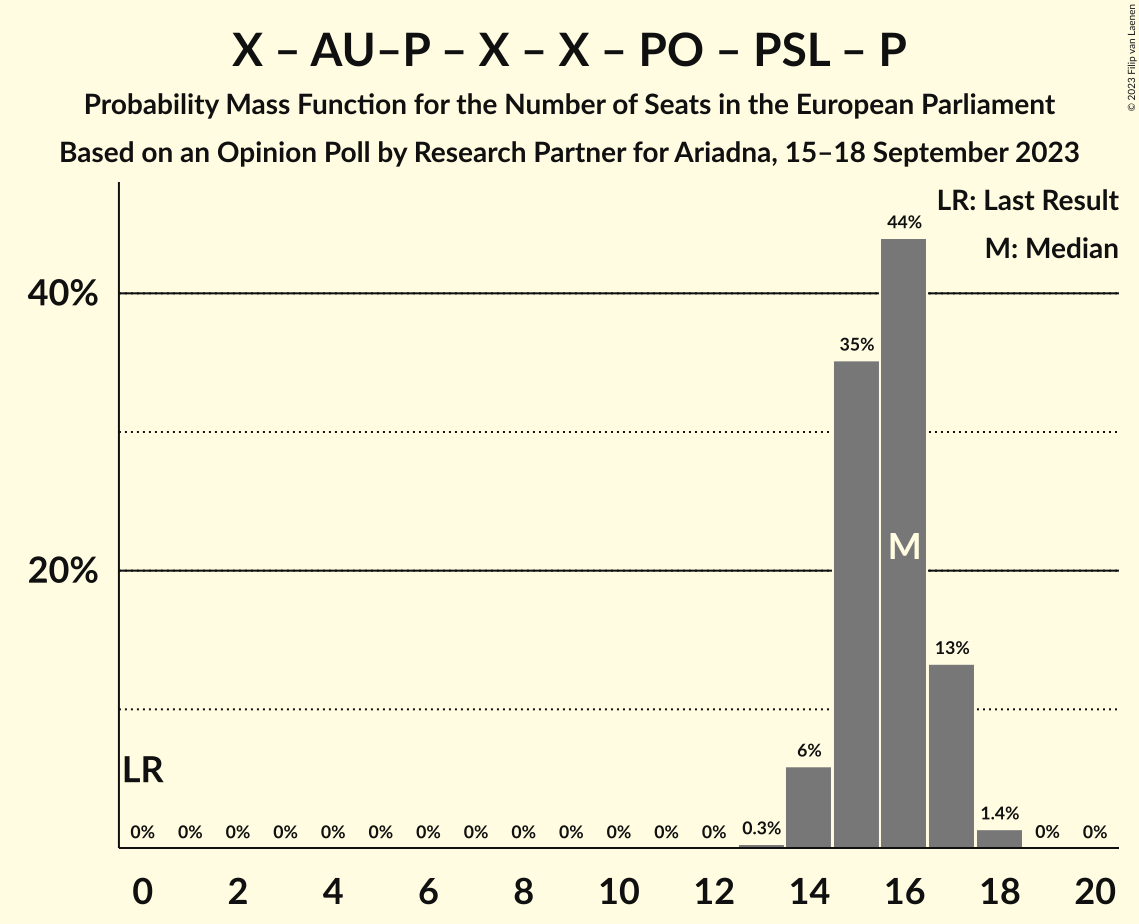 X – AU–P – X – X – PO – PSL – P
Probability Mass Function for the Number of Seats in the European Parliament
Based on an Opinion Poll by Research Partner for Ariadna, 15–18 September 2023
© 2023 Filip van Laenen
LR: Last Result
M: Median
40%
20%
44%
35%
M
13%
6%
LR
0% 0% 0% 0% 0% 0% 0% 0% 0% 0% 0% 0% 0% 0.3% 1.4% 0% 0%
0 2 4 6 8 10 12 14 16 18 20